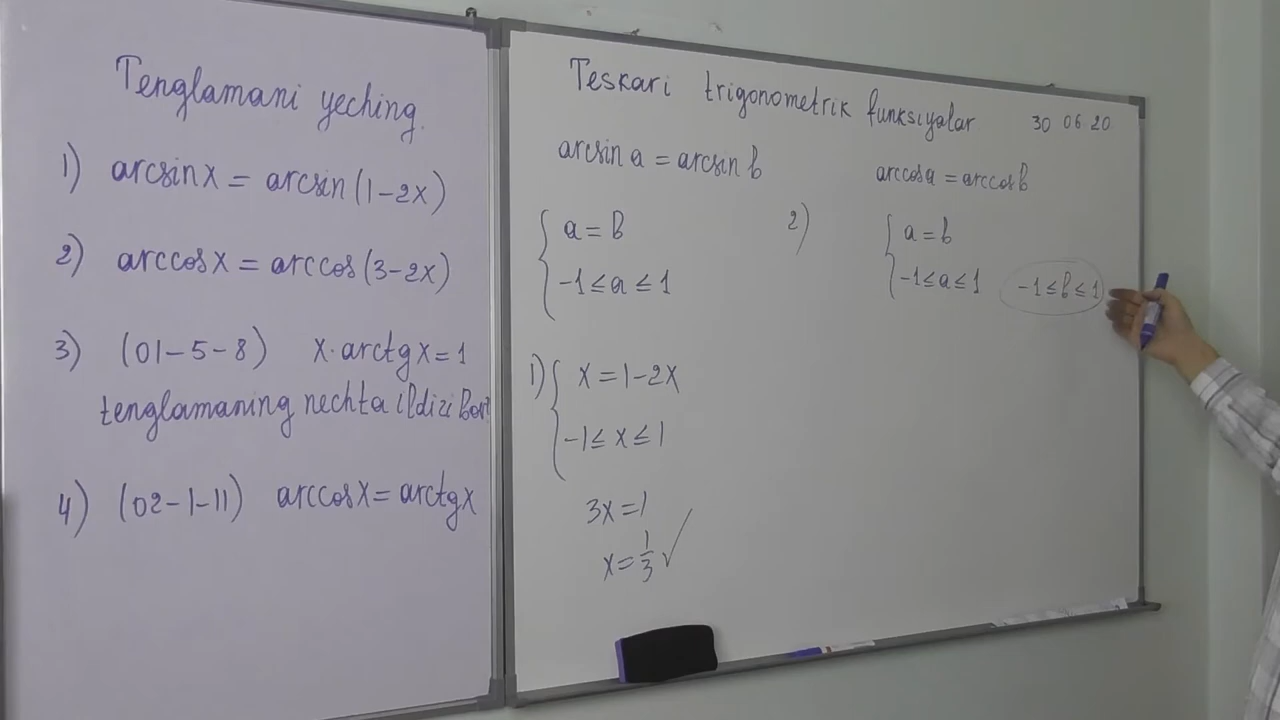 Tenglamani yeching.
1) arcsin x = arcsin (1-2x)
2) arccos x = arccos (3-2x)
3) (01-5-8) x·arctg x = 1
tenglamaning nechta ildizi bor?
4) (02-1-11) arccos x = arctg x
Teskari trigonometrik funksiyalar 30 06 20.
arcsin a = arcsin b
{ a = b
-1 ≤ a ≤ 1
1) { x = 1-2x
-1 ≤ x ≤ 1
3x = 1
x = 1/3 ✓
arccos a = arccos b
2) { a = b
-1 ≤ a ≤ 1 -1 ≤ b ≤ 1